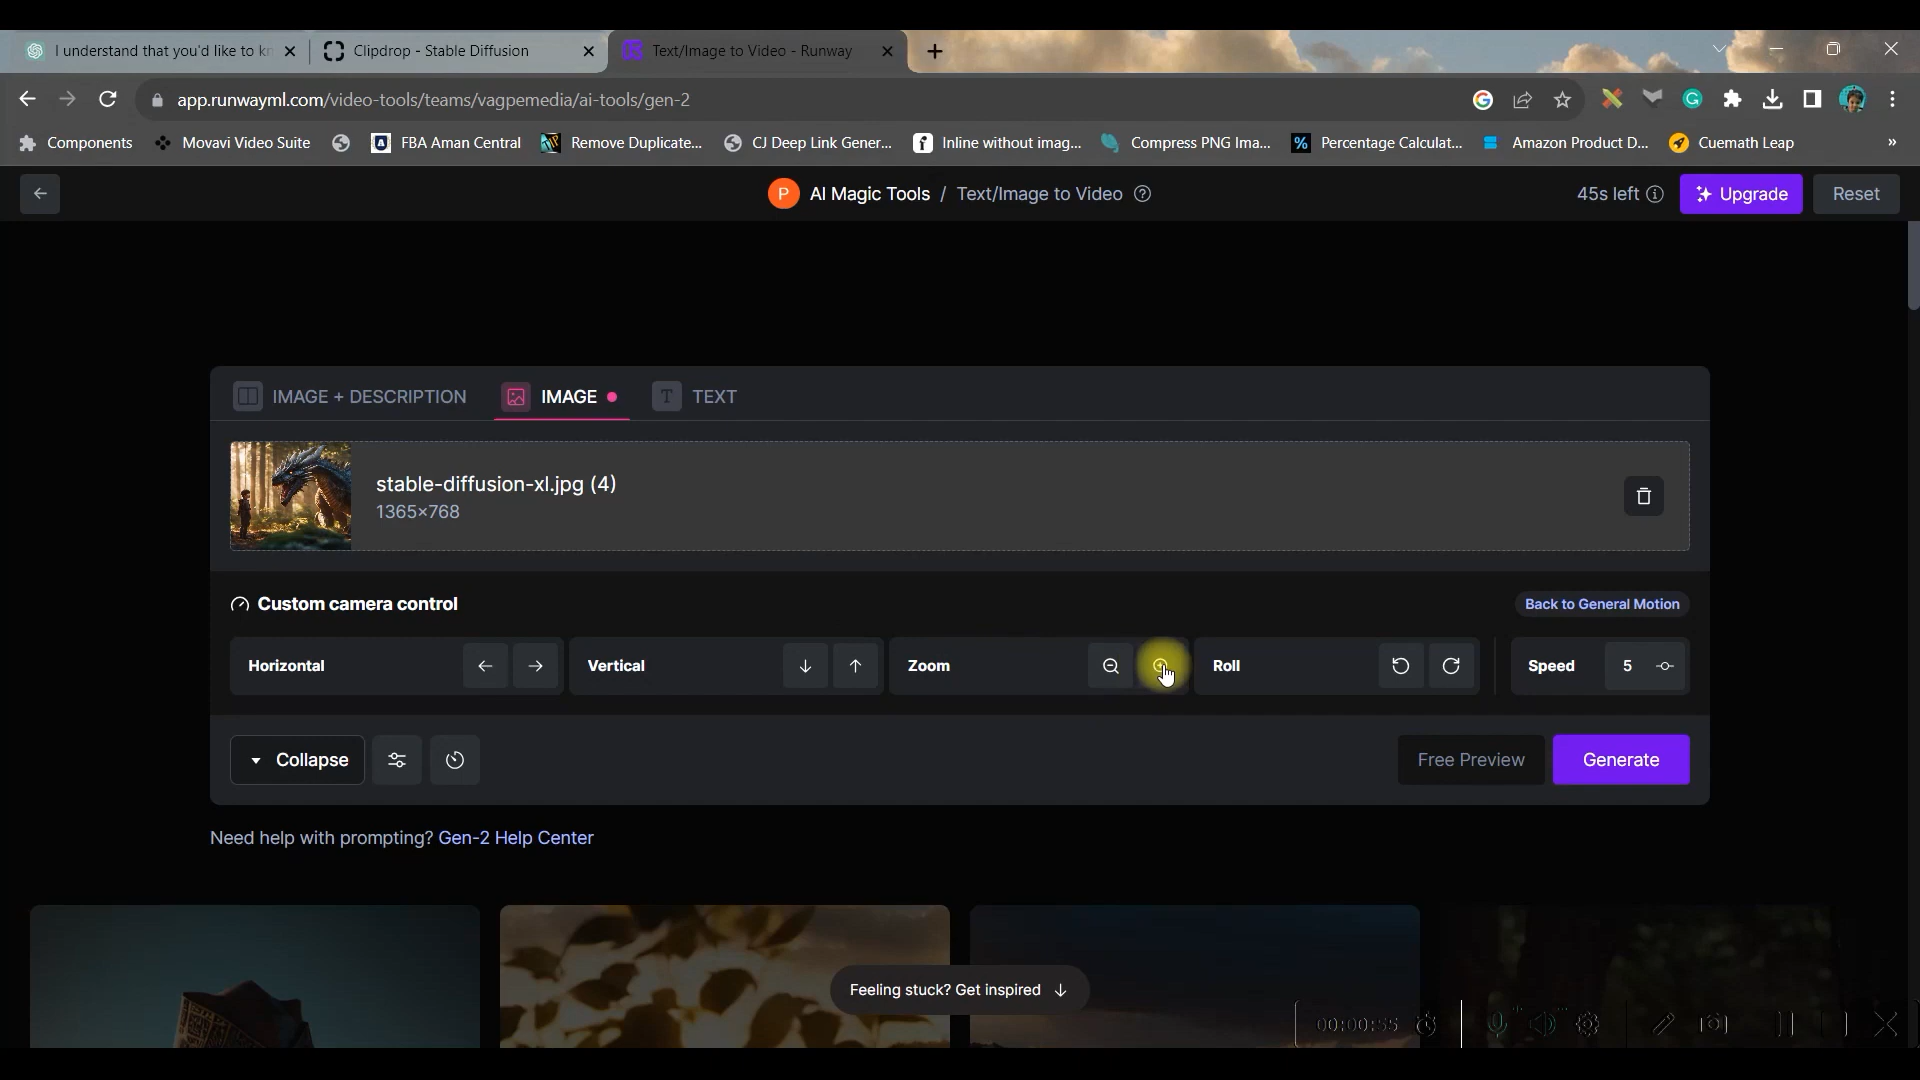 I understand that you'd like to kn
Clipdrop - Stable Diffusion
Text/Image to Video - Runway
app.runwayml.com/video-tools/teams/vagpemedia/ai-tools/gen-2
Components
Movavi Video Suite
FBA Aman Central
Remove Duplicate...
CJ Deep Link Gener...
Inline without imag...
Compress PNG Ima...
Percentage Calculat...
Amazon Product D...
Cuemath Leap
»
P AI Magic Tools / Text/Image to Video
45s left
Upgrade
Reset
IMAGE + DESCRIPTION
IMAGE
TEXT
stable-diffusion-xl.jpg (4)
1365×768
Custom camera control
Back to General Motion
Horizontal
Vertical
Zoom
Roll
Speed 5
Collapse
Free Preview
Generate
Need help with prompting? Gen-2 Help Center
Feeling stuck? Get inspired
00:00:55